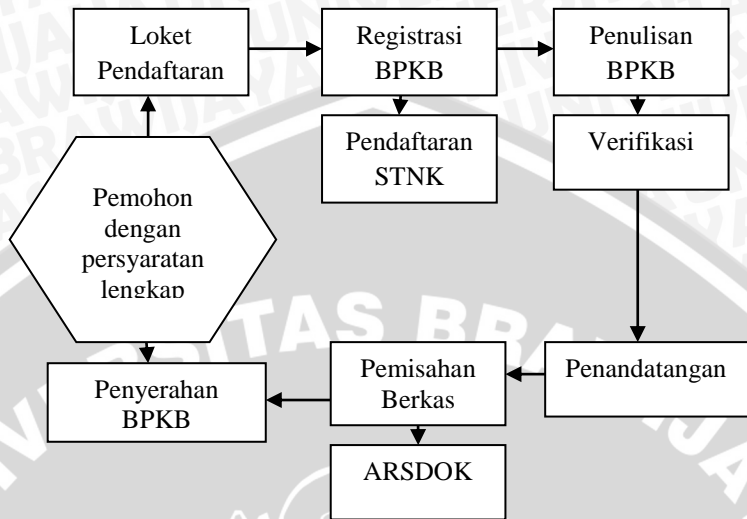 Loket
Pendaftaran
Registrasi
BPKB
Penulisan
BPKB
Pendaftaran
STNK
Verifikasi
Pemohon
dengan
persyaratan
lengkap
Penyerahan
BPKB
Pemisahan
Berkas
Penandatangan
ARSDOK